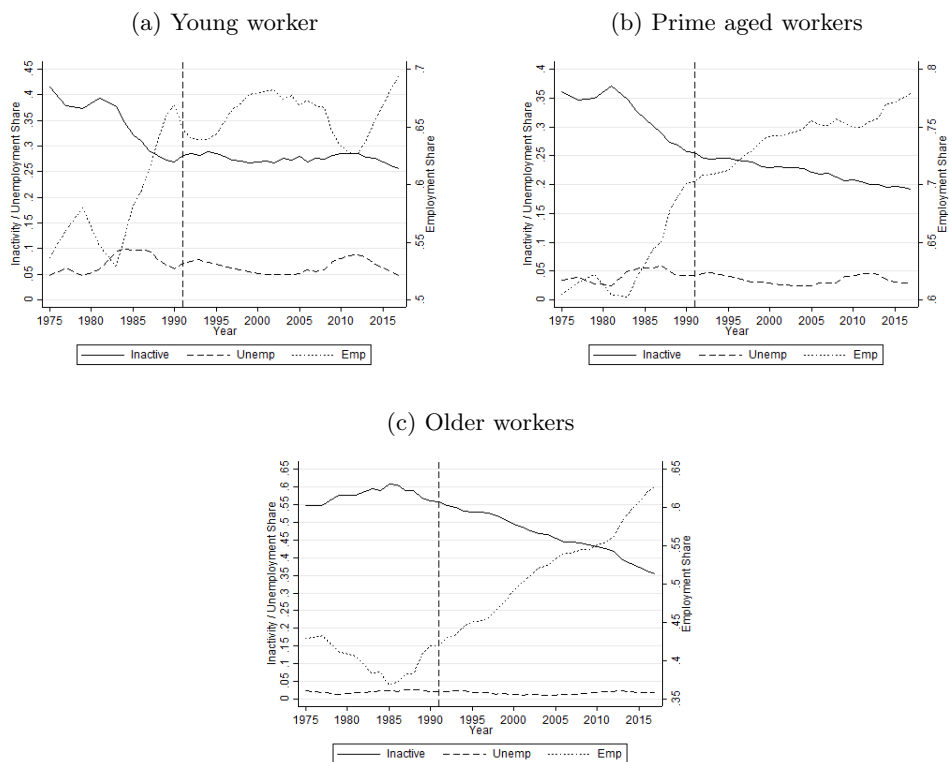 (a) Young worker
Inactivity / Unemployment Share
0 .05 .1 .15 .2 .25 .3 .35 .4 .45
Employment Share
.5 .55 .6 .65 .7
1975 1980 1985 1990 1995 2000 2005 2010 2015
Year
Inactive Unemp Emp
(b) Prime aged workers
Inactivity / Unemployment Share
0 .05 .1 .15 .2 .25 .3 .35 .4
Employment Share
.6 .65 .7 .75 .8
1975 1980 1985 1990 1995 2000 2005 2010 2015
Year
Inactive Unemp Emp
(c) Older workers
Inactivity / Unemployment Share
0 .05 .1 .15 .2 .25 .3 .35 .4 .45 .5 .55 .6 .65
Employment Share
.35 .4 .45 .5 .55 .6 .65
1975 1980 1985 1990 1995 2000 2005 2010 2015
Year
Inactive Unemp Emp